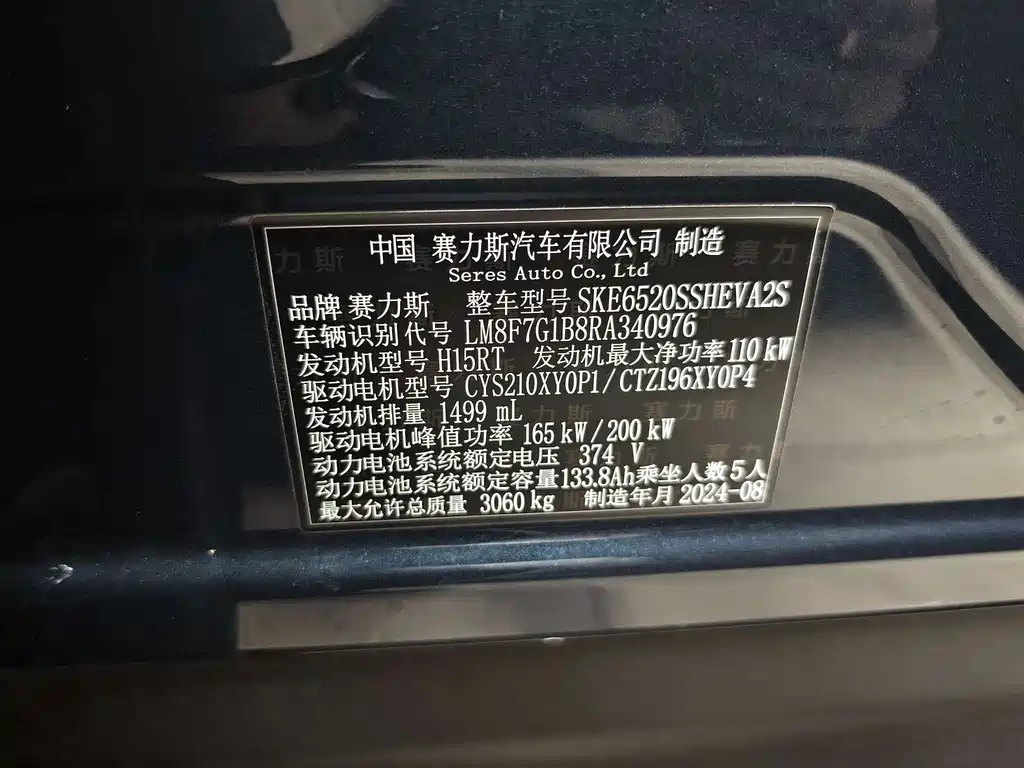 中国 赛力斯汽车有限公司 制造
Seres Auto Co., Ltd
品牌 赛力斯 整车型号 SKE6520SSHEVA2S
车辆识别代号 LM8F7G1B8RA340976
发动机型号 H15RT 发动机最大净功率 110 kW
驱动电机型号 CYS210XY0P1/CTZ196XY0P4
发动机排量 1499 mL
驱动电机峰值功率 165 kW/200 kW
动力电池系统额定电压 374 V
动力电池系统额定容量 133.8Ah 乘坐人数 5人
最大允许总质量 3060 kg 制造年月 2024-08